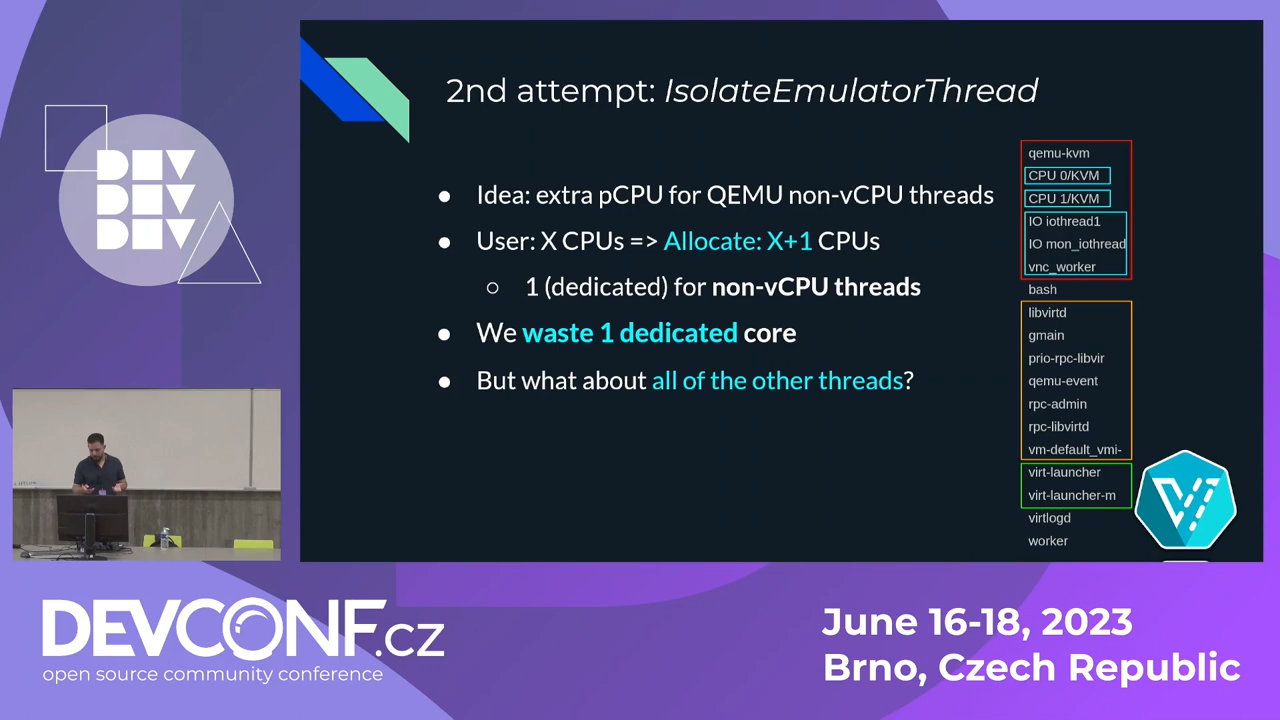 DEV
DEV
DEV
2nd attempt: IsolateEmulatorThread
● Idea: extra pCPU for QEMU non-vCPU threads
● User: X CPUs => Allocate: X+1 CPUs
○ 1 (dedicated) for non-vCPU threads
● We waste 1 dedicated core
● But what about all of the other threads?
qemu-kvm
CPU 0/KVM
CPU 1/KVM
IO iothread1
IO mon_iothread
vnc_worker
bash
libvirtd
gmain
prio-rpc-libvir
qemu-event
rpc-admin
rpc-libvirtd
vm-default_vmi-
virt-launcher
virt-launcher-m
virtlogd
worker
DEVCONF.cz
open source community conference
June 16-18, 2023
Brno, Czech Republic